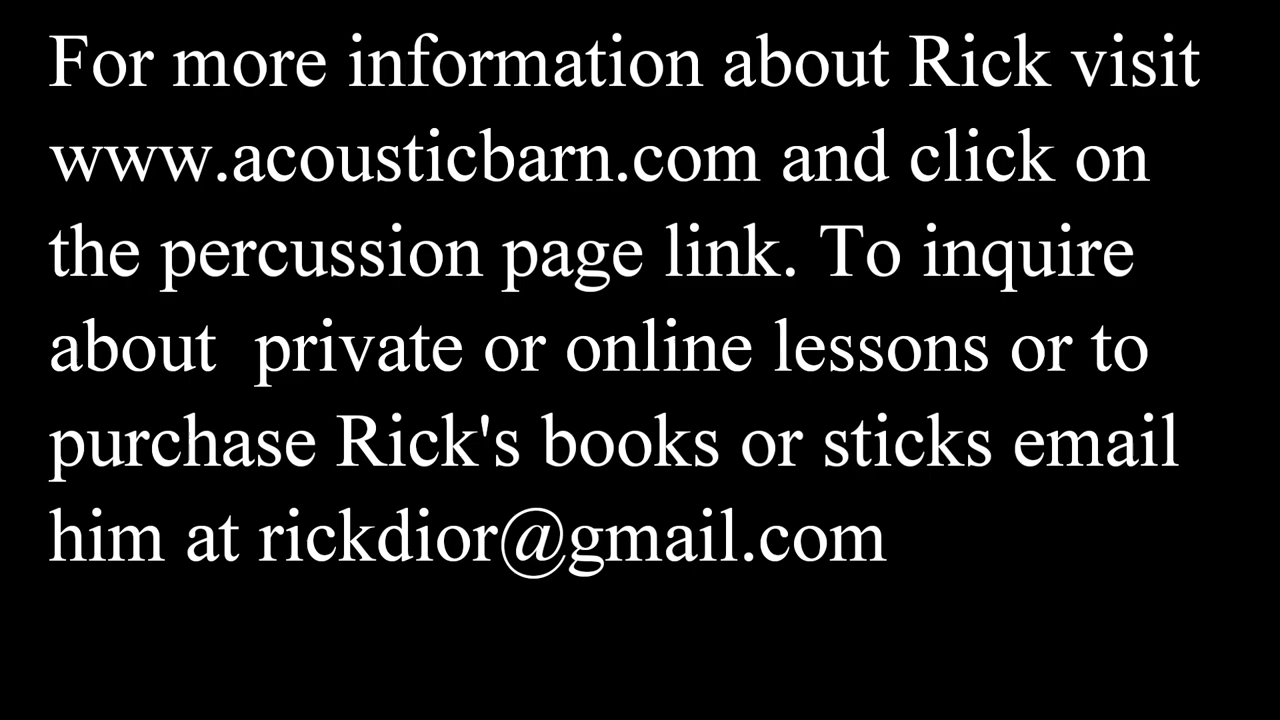 For more information about Rick visit
www.acousticbarn.com and click on
the percussion page link. To inquire
about  private or online lessons or to
purchase Rick's books or sticks email
him at rickdior@gmail.com